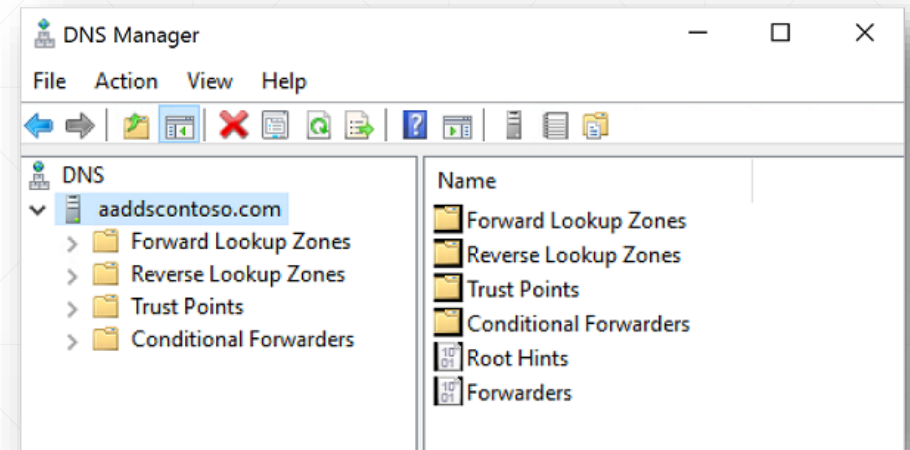 DNS Manager
File Action View Help
DNS
aaddscontoso.com
Forward Lookup Zones
Reverse Lookup Zones
Trust Points
Conditional Forwarders
Name
Forward Lookup Zones
Reverse Lookup Zones
Trust Points
Conditional Forwarders
Root Hints
Forwarders